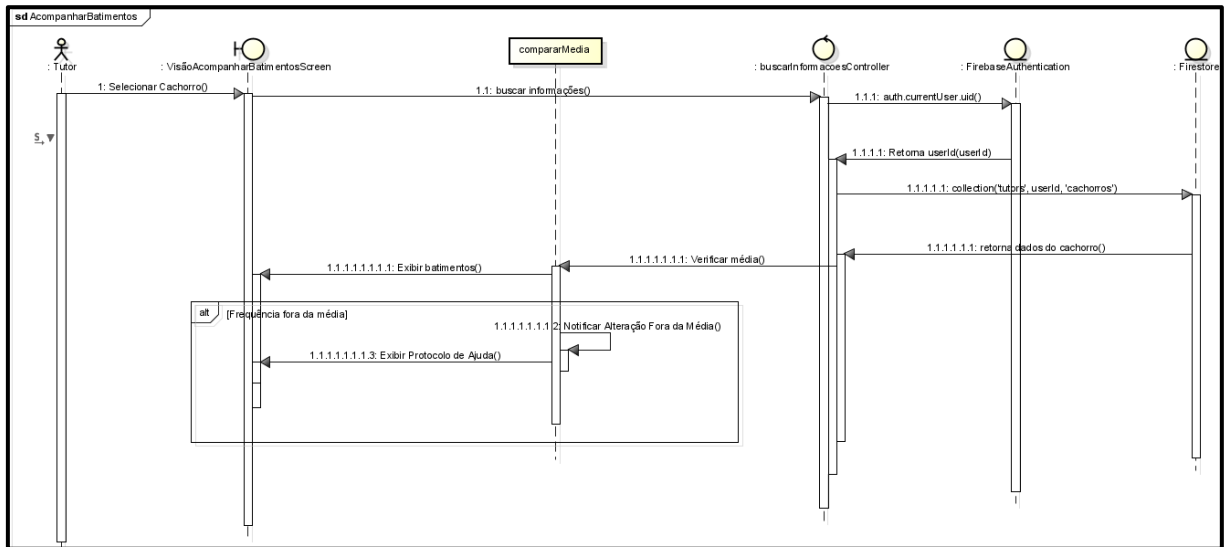 sd AcompanharBatimentos
compararMedia
: Tutor
: VisãoAcompanharBatimentosScreen
: buscarInformacoesController
: FirebaseAuthentication
: Firestore
1: Selecionar Cachorro()
1.1: buscar informações()
1.1.1: auth.currentUser.uid()
S
1.1.1.1: Retorna userId(userId)
1.1.1.1.1: collection('tutors', userId, 'cachorros')
1.1.1.1.1.1: retorna dados do cachorro()
1.1.1.1.1.1.1: Verificar média()
1.1.1.1.1.1.1.1: Exibir batimentos()
alt
[Frequência fora da média]
1.1.1.1.1.1.1.2: Notificar Alteração Fora da Média()
1.1.1.1.1.1.1.3: Exibir Protocolo de Ajuda()